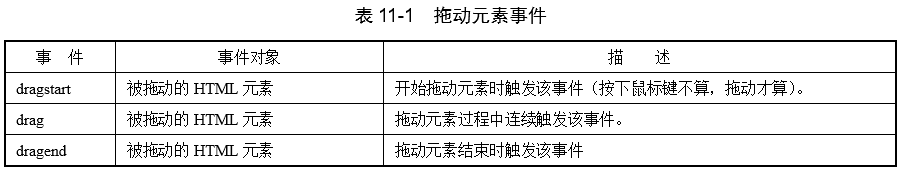 表 11-1 拖动元素事件
事 件 事件对象 描 述
dragstart 被拖动的 HTML 元素 开始拖动元素时触发该事件（按下鼠标键不算，拖动才算）。
drag 被拖动的 HTML 元素 拖动元素过程中连续触发该事件。
dragend 被拖动的 HTML 元素 拖动元素结束时触发该事件